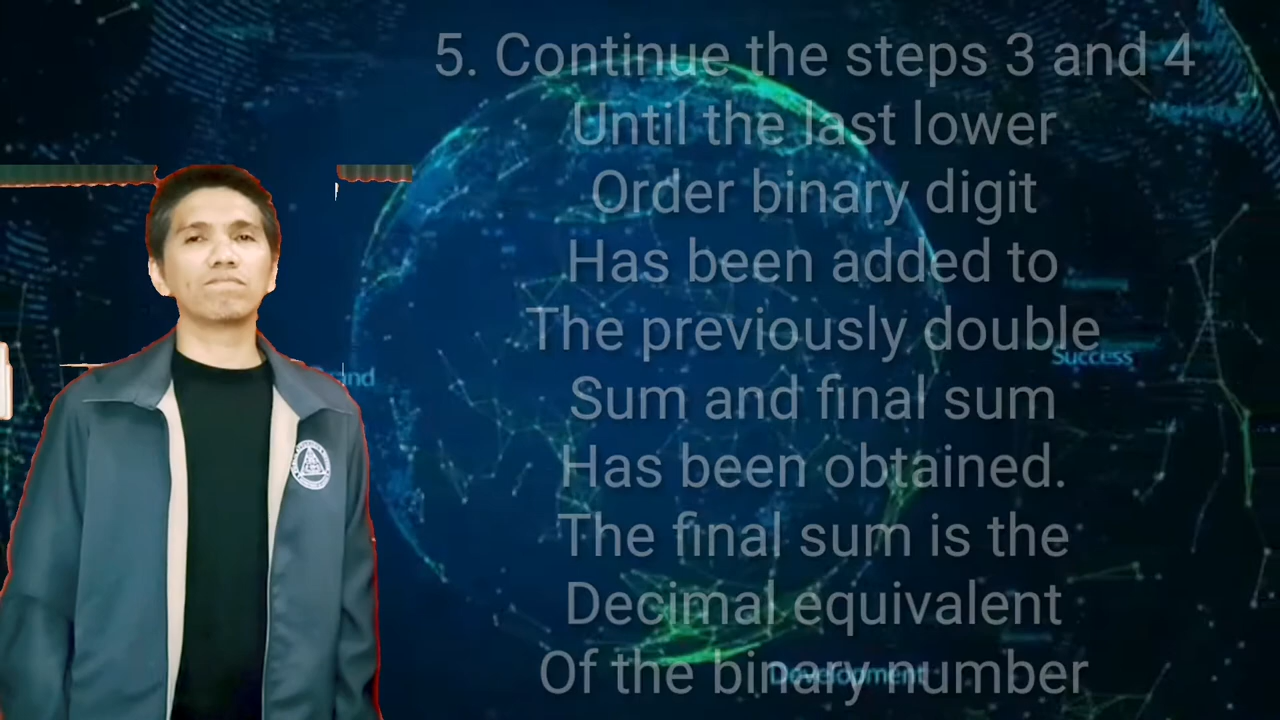 5. Continue the steps 3 and 4
Until the last lower
Order binary digit
Has been added to
The previously double
Success
Sum and final sum
Has been obtained.
The final sum is the
Decimal equivalent
Of the binary number
Development